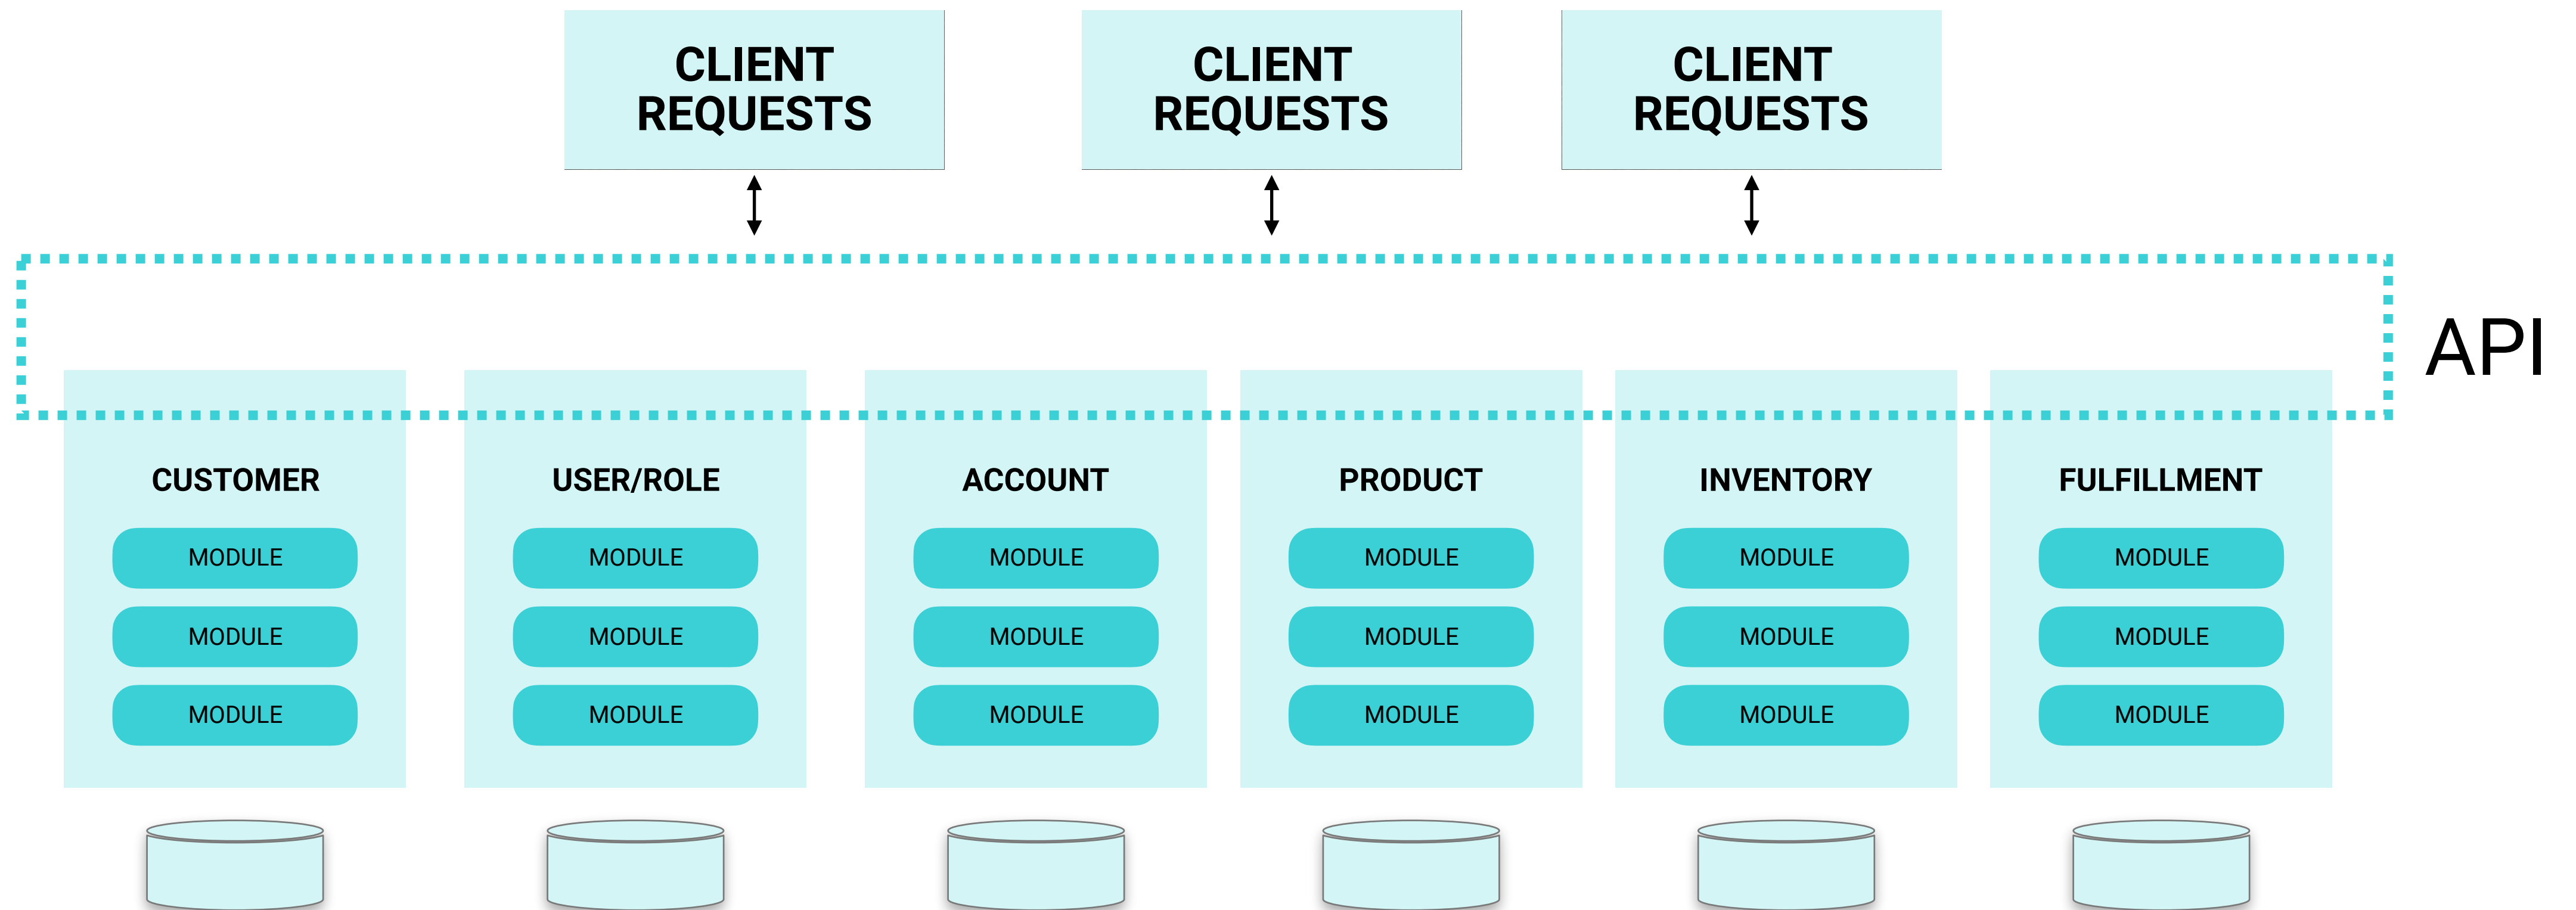 CLIENT
REQUESTS
CLIENT
REQUESTS
CLIENT
REQUESTS
API
CUSTOMER
MODULE
MODULE
MODULE
USER/ROLE
MODULE
MODULE
MODULE
ACCOUNT
MODULE
MODULE
MODULE
PRODUCT
MODULE
MODULE
MODULE
INVENTORY
MODULE
MODULE
MODULE
FULFILLMENT
MODULE
MODULE
MODULE